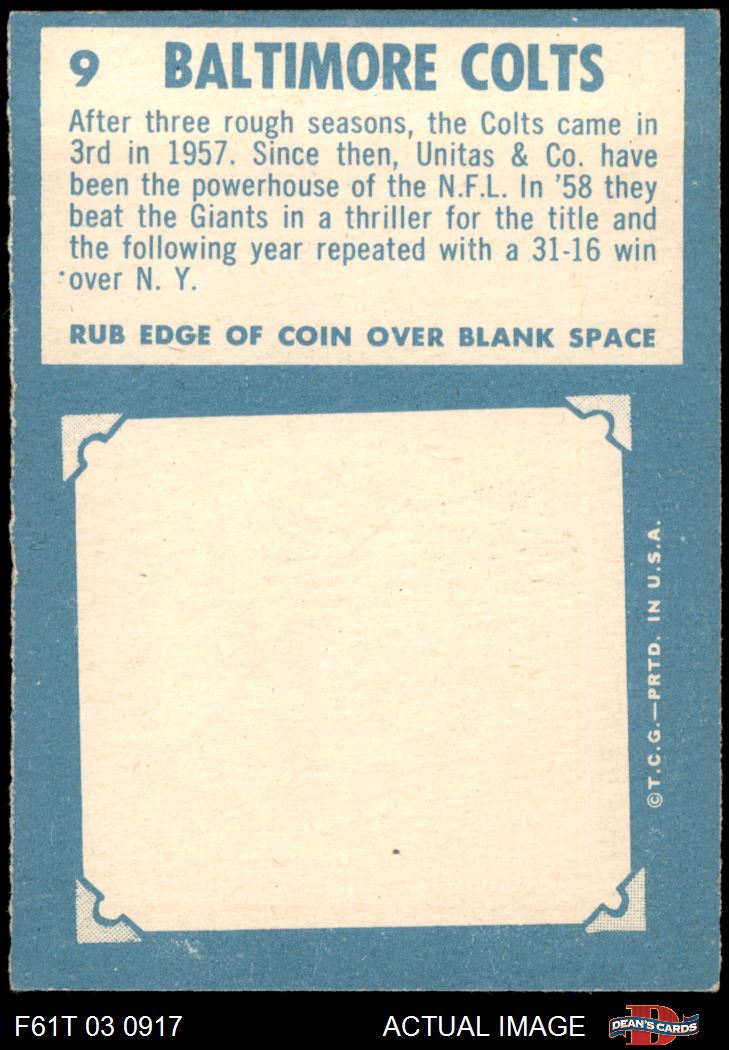 9 BALTIMORE COLTS
After three rough seasons, the Colts came in
3rd in 1957. Since then, Unitas & Co. have
been the powerhouse of the N.F.L. In '58 they
beat the Giants in a thriller for the title and
the following year repeated with a 31-16 win
over N. Y.
RUB EDGE OF COIN OVER BLANK SPACE
©T.C.G.—PRTD. IN U.S.A.
F61T 03 0917 ACTUAL IMAGE
D
DEAN'S CARDS